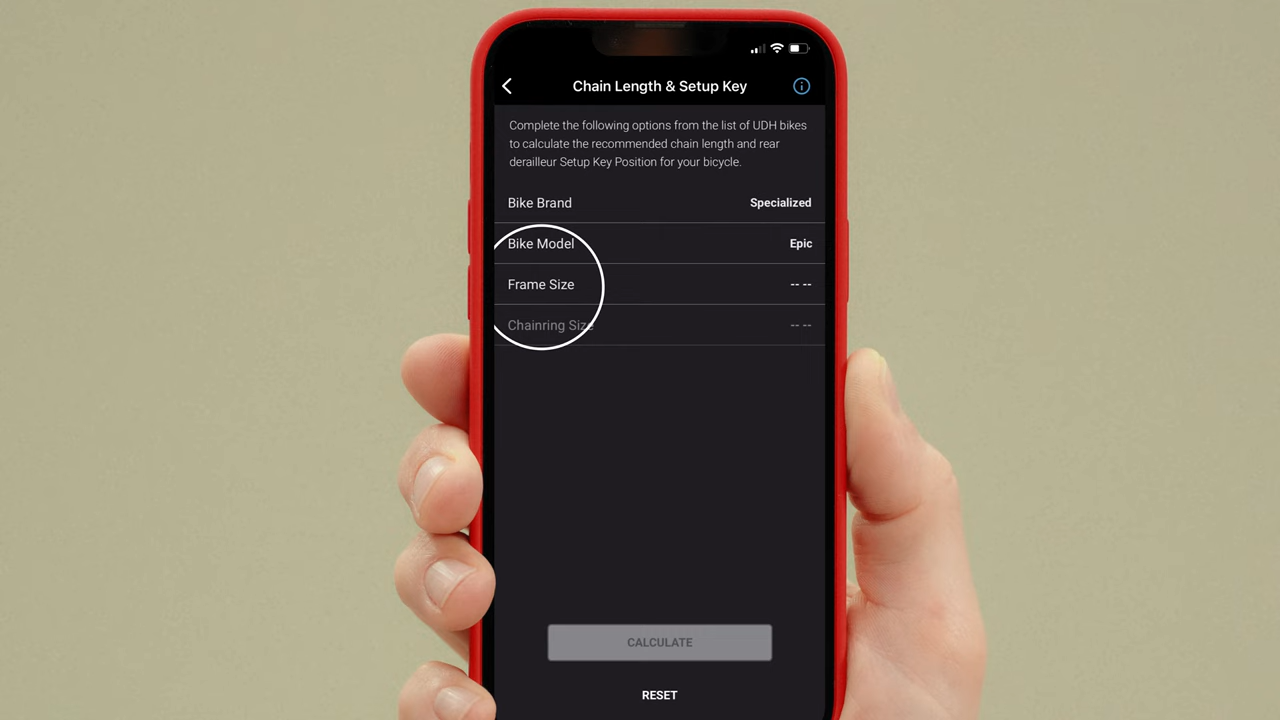 Chain Length & Setup Key
Complete the following options from the list of UDH bikes
to calculate the recommended chain length and rear
derailleur Setup Key Position for your bicycle.
Bike Brand Specialized
Bike Model Epic
Frame Size -- --
Chainring Size -- --
CALCULATE
RESET